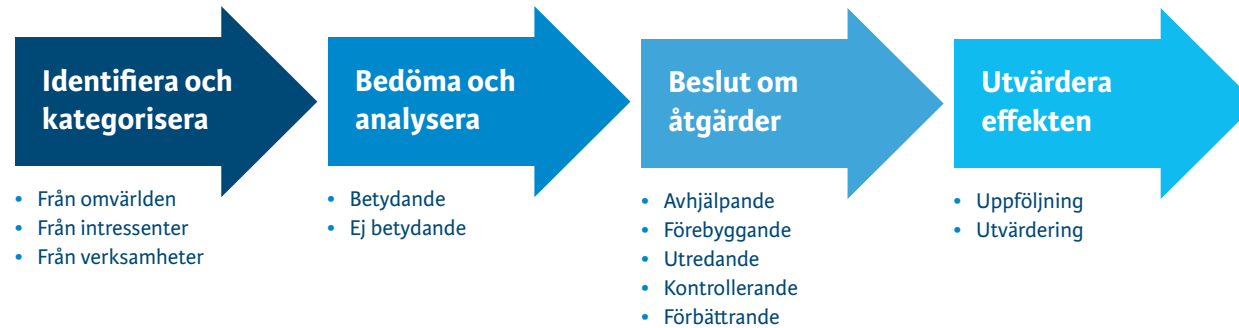 Identifiera och
kategorisera
• Från omvärlden
• Från intressenter
• Från verksamheter
Bedöma och
analysera
• Betydande
• Ej betydande
Beslut om
åtgärder
• Avhjälpande
• Förebyggande
• Utredande
• Kontrollerande
• Förbättrande
Utvärdera
effekten
• Uppföljning
• Utvärdering